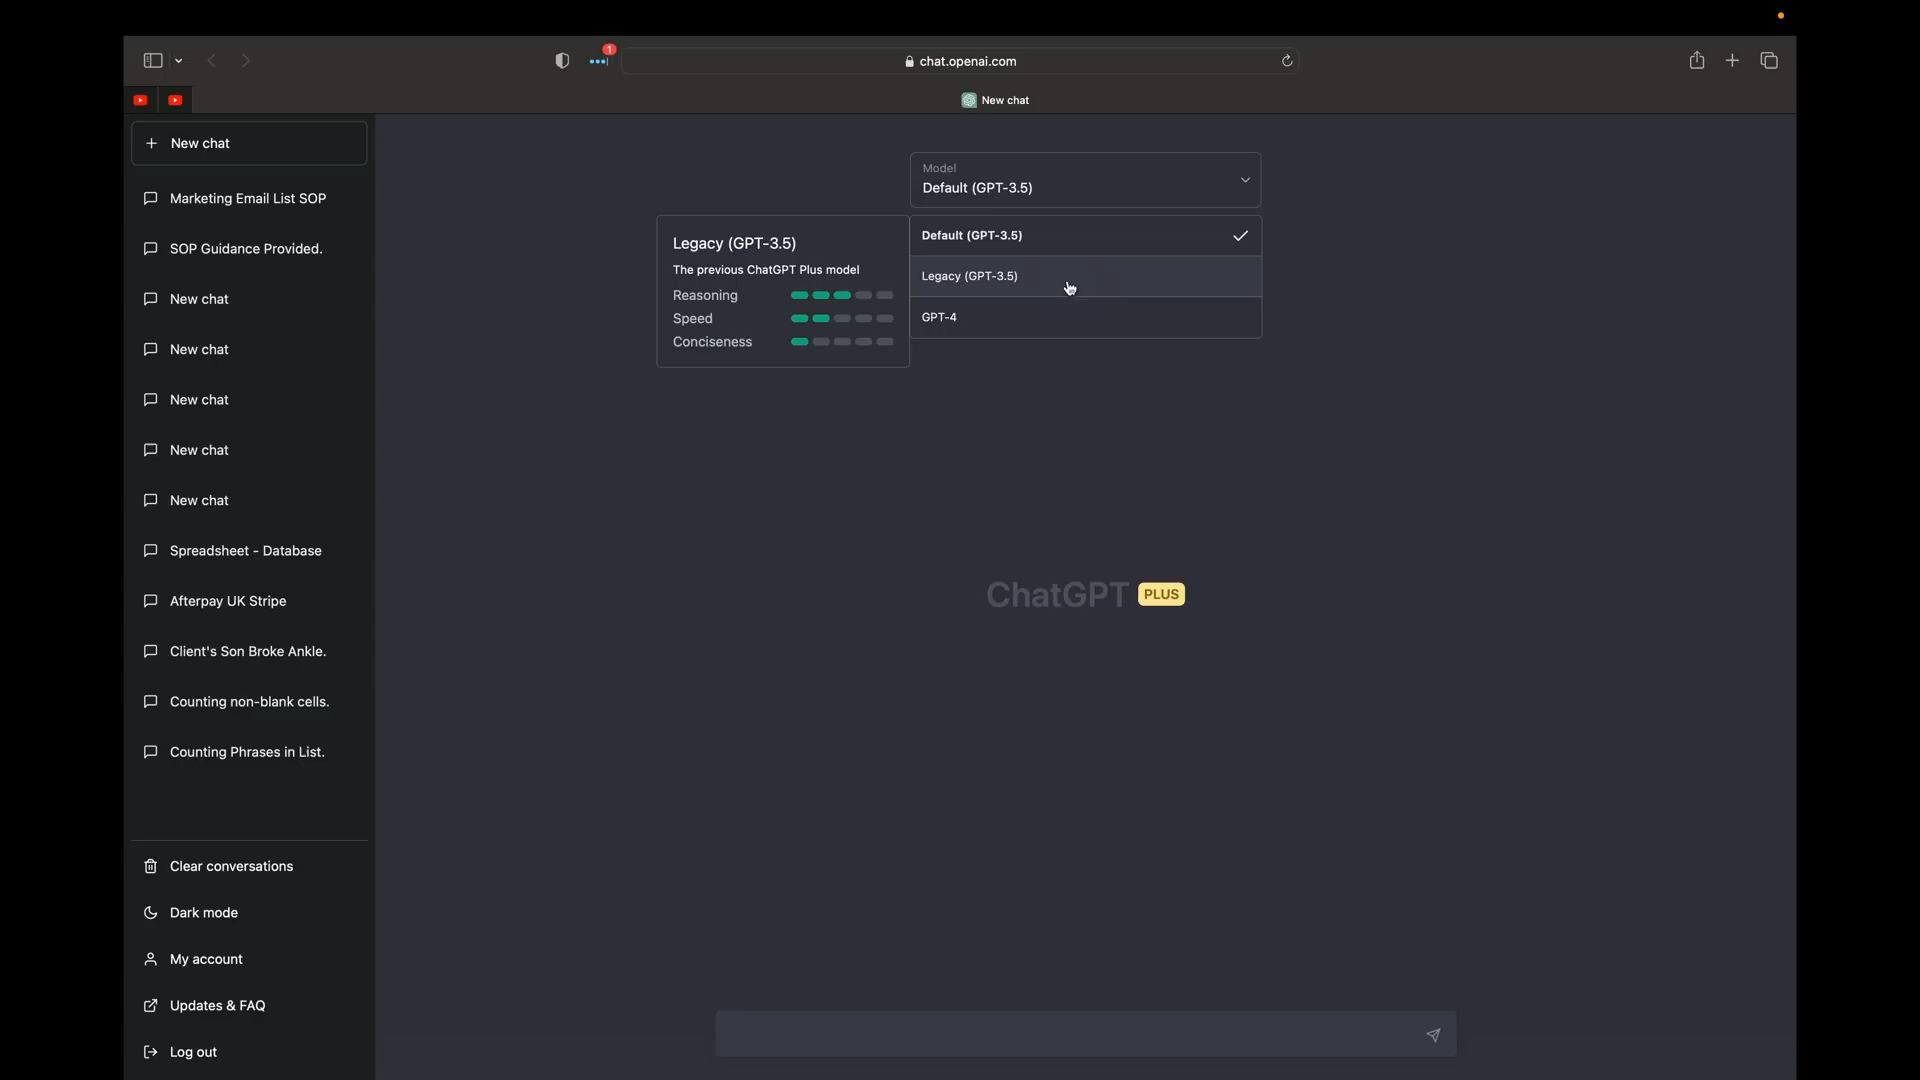 1
chat.openai.com
New chat
New chat
Marketing Email List SOP
SOP Guidance Provided.
New chat
New chat
New chat
New chat
New chat
Spreadsheet - Database
Afterpay UK Stripe
Client's Son Broke Ankle.
Counting non-blank cells.
Counting Phrases in List.
Clear conversations
Dark mode
My account
Updates & FAQ
Log out
Model
Default (GPT-3.5)
Default (GPT-3.5)
Legacy (GPT-3.5)
GPT-4
Legacy (GPT-3.5)
The previous ChatGPT Plus model
Reasoning
Speed
Conciseness
ChatGPT PLUS